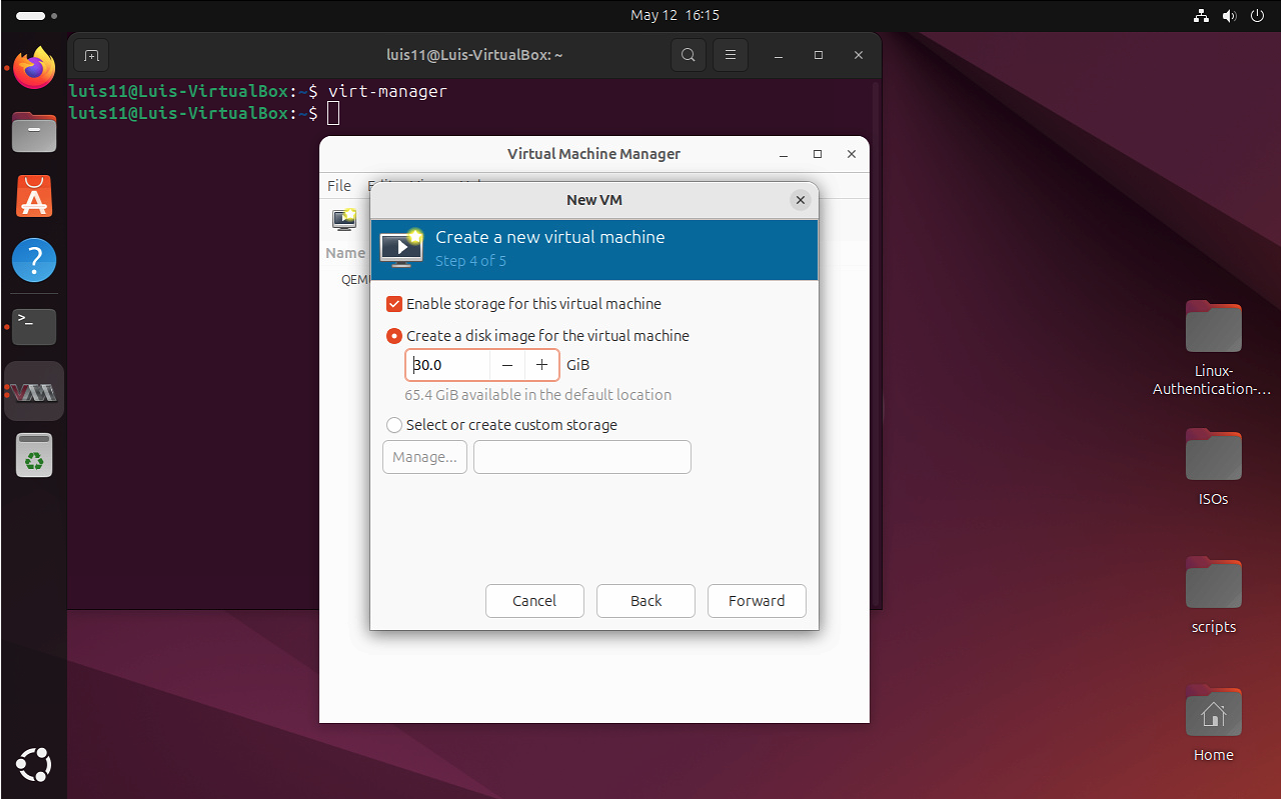 May 12 16:15
luis11@Luis-VirtualBox: ~
luis11@Luis-VirtualBox:~$ virt-manager
luis11@Luis-VirtualBox:~$
Virtual Machine Manager
File
New VM
Create a new virtual machine
Step 4 of 5
Name
QEMU
Enable storage for this virtual machine
Create a disk image for the virtual machine
30.0 − + GiB
65.4 GiB available in the default location
Select or create custom storage
Manage...
Cancel Back Forward
Linux-
Authentication-...
ISOs
scripts
Home